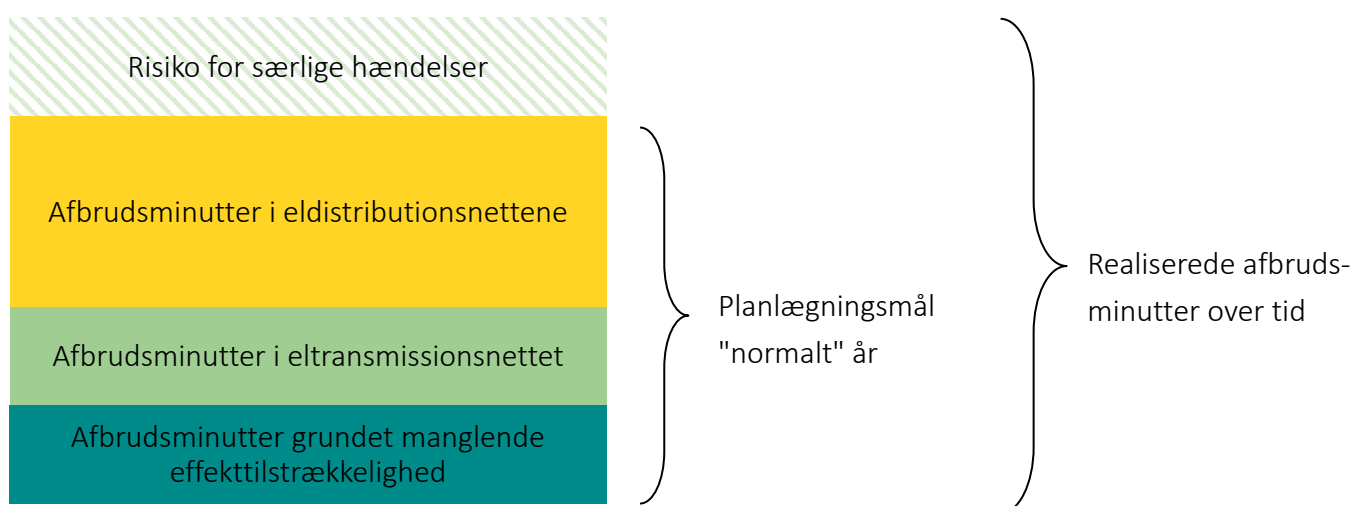 Risiko for særlige hændelser
Afbrudsminutter i eldistributionsnettene
Afbrudsminutter i eltransmissionsnettet
Afbrudsminutter grundet manglende
effekttilstrækkelighed
Planlægningsmål
"normalt" år
Realiserede afbruds-
minutter over tid